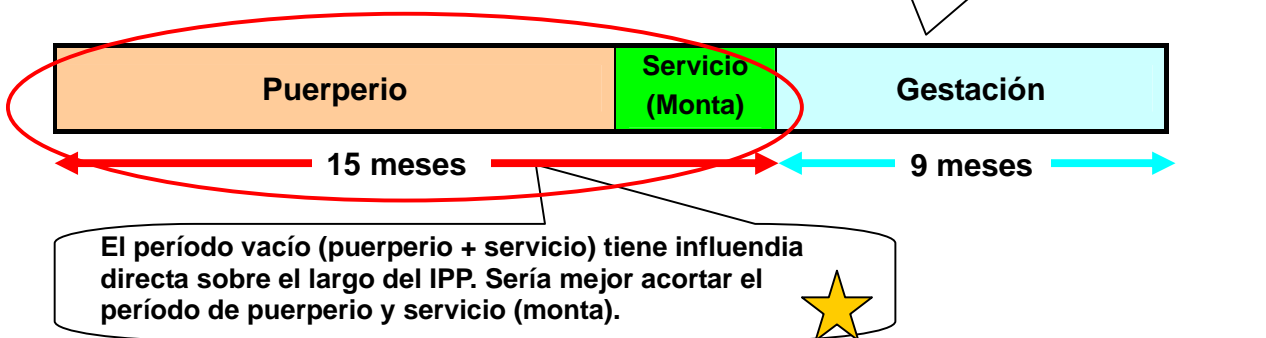 Puerperio
Servicio
(Monta)
Gestación
15 meses
9 meses
El período vacío (puerperio + servicio) tiene influendia
directa sobre el largo del IPP. Sería mejor acortar el
período de puerperio y servicio (monta).